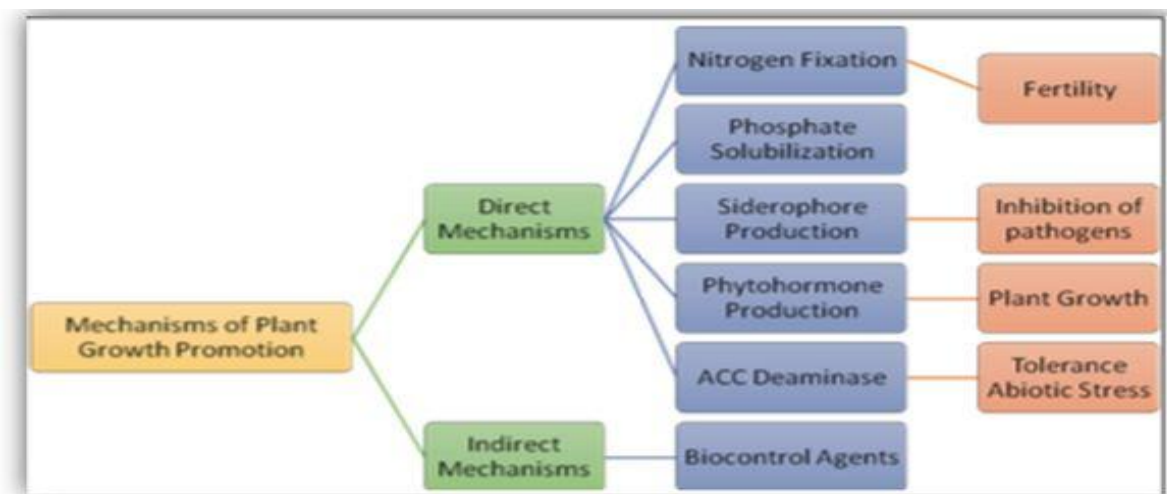 Nitrogen Fixation
Fertility
Phosphate
Solubilization
Direct
Mechanisms
Siderophore
Production
Inhibition of
pathogens
Phytohormone
Production
Plant Growth
Mechanisms of Plant
Growth Promotion
ACC Deaminase
Tolerance
Abiotic Stress
Indirect
Mechanisms
Biocontrol Agents